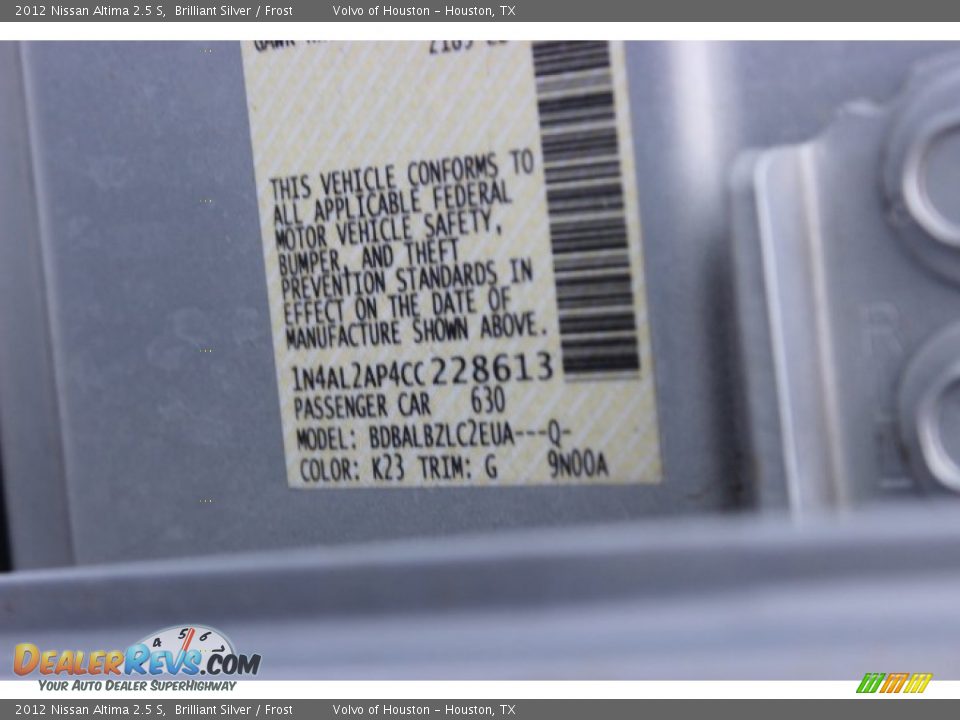 2012 Nissan Altima 2.5 S, Brilliant Silver / Frost Volvo of Houston - Houston, TX
THIS VEHICLE CONFORMS TO
ALL APPLICABLE FEDERAL
MOTOR VEHICLE SAFETY,
BUMPER, AND THEFT
PREVENTION STANDARDS IN
EFFECT ON THE DATE OF
MANUFACTURE SHOWN ABOVE.
1N4AL2AP4CC228613
PASSENGER CAR 630
MODEL: BDBALBZLC2EUA---Q-
COLOR: K23 TRIM: G 9N00A
4 5 6
DEALERREVS.COM
YOUR AUTO DEALER SUPERHIGHWAY
2012 Nissan Altima 2.5 S, Brilliant Silver / Frost Volvo of Houston - Houston, TX